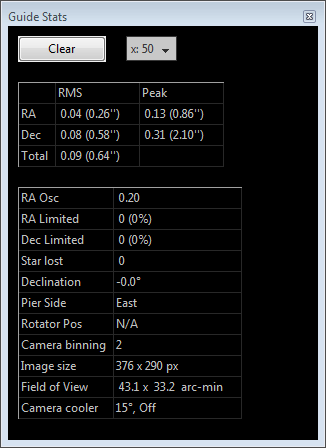 Guide Stats
Clear x: 50
RMS Peak
RA 0.04 (0.26'') 0.13 (0.86'')
Dec 0.08 (0.58'') 0.31 (2.10'')
Total 0.09 (0.64'')
RA Osc 0.20
RA Limited 0 (0%)
Dec Limited 0 (0%)
Star lost 0
Declination -0.0°
Pier Side East
Rotator Pos N/A
Camera binning 2
Image size 376 x 290 px
Field of View 43.1 x 33.2 arc-min
Camera cooler 15°, Off